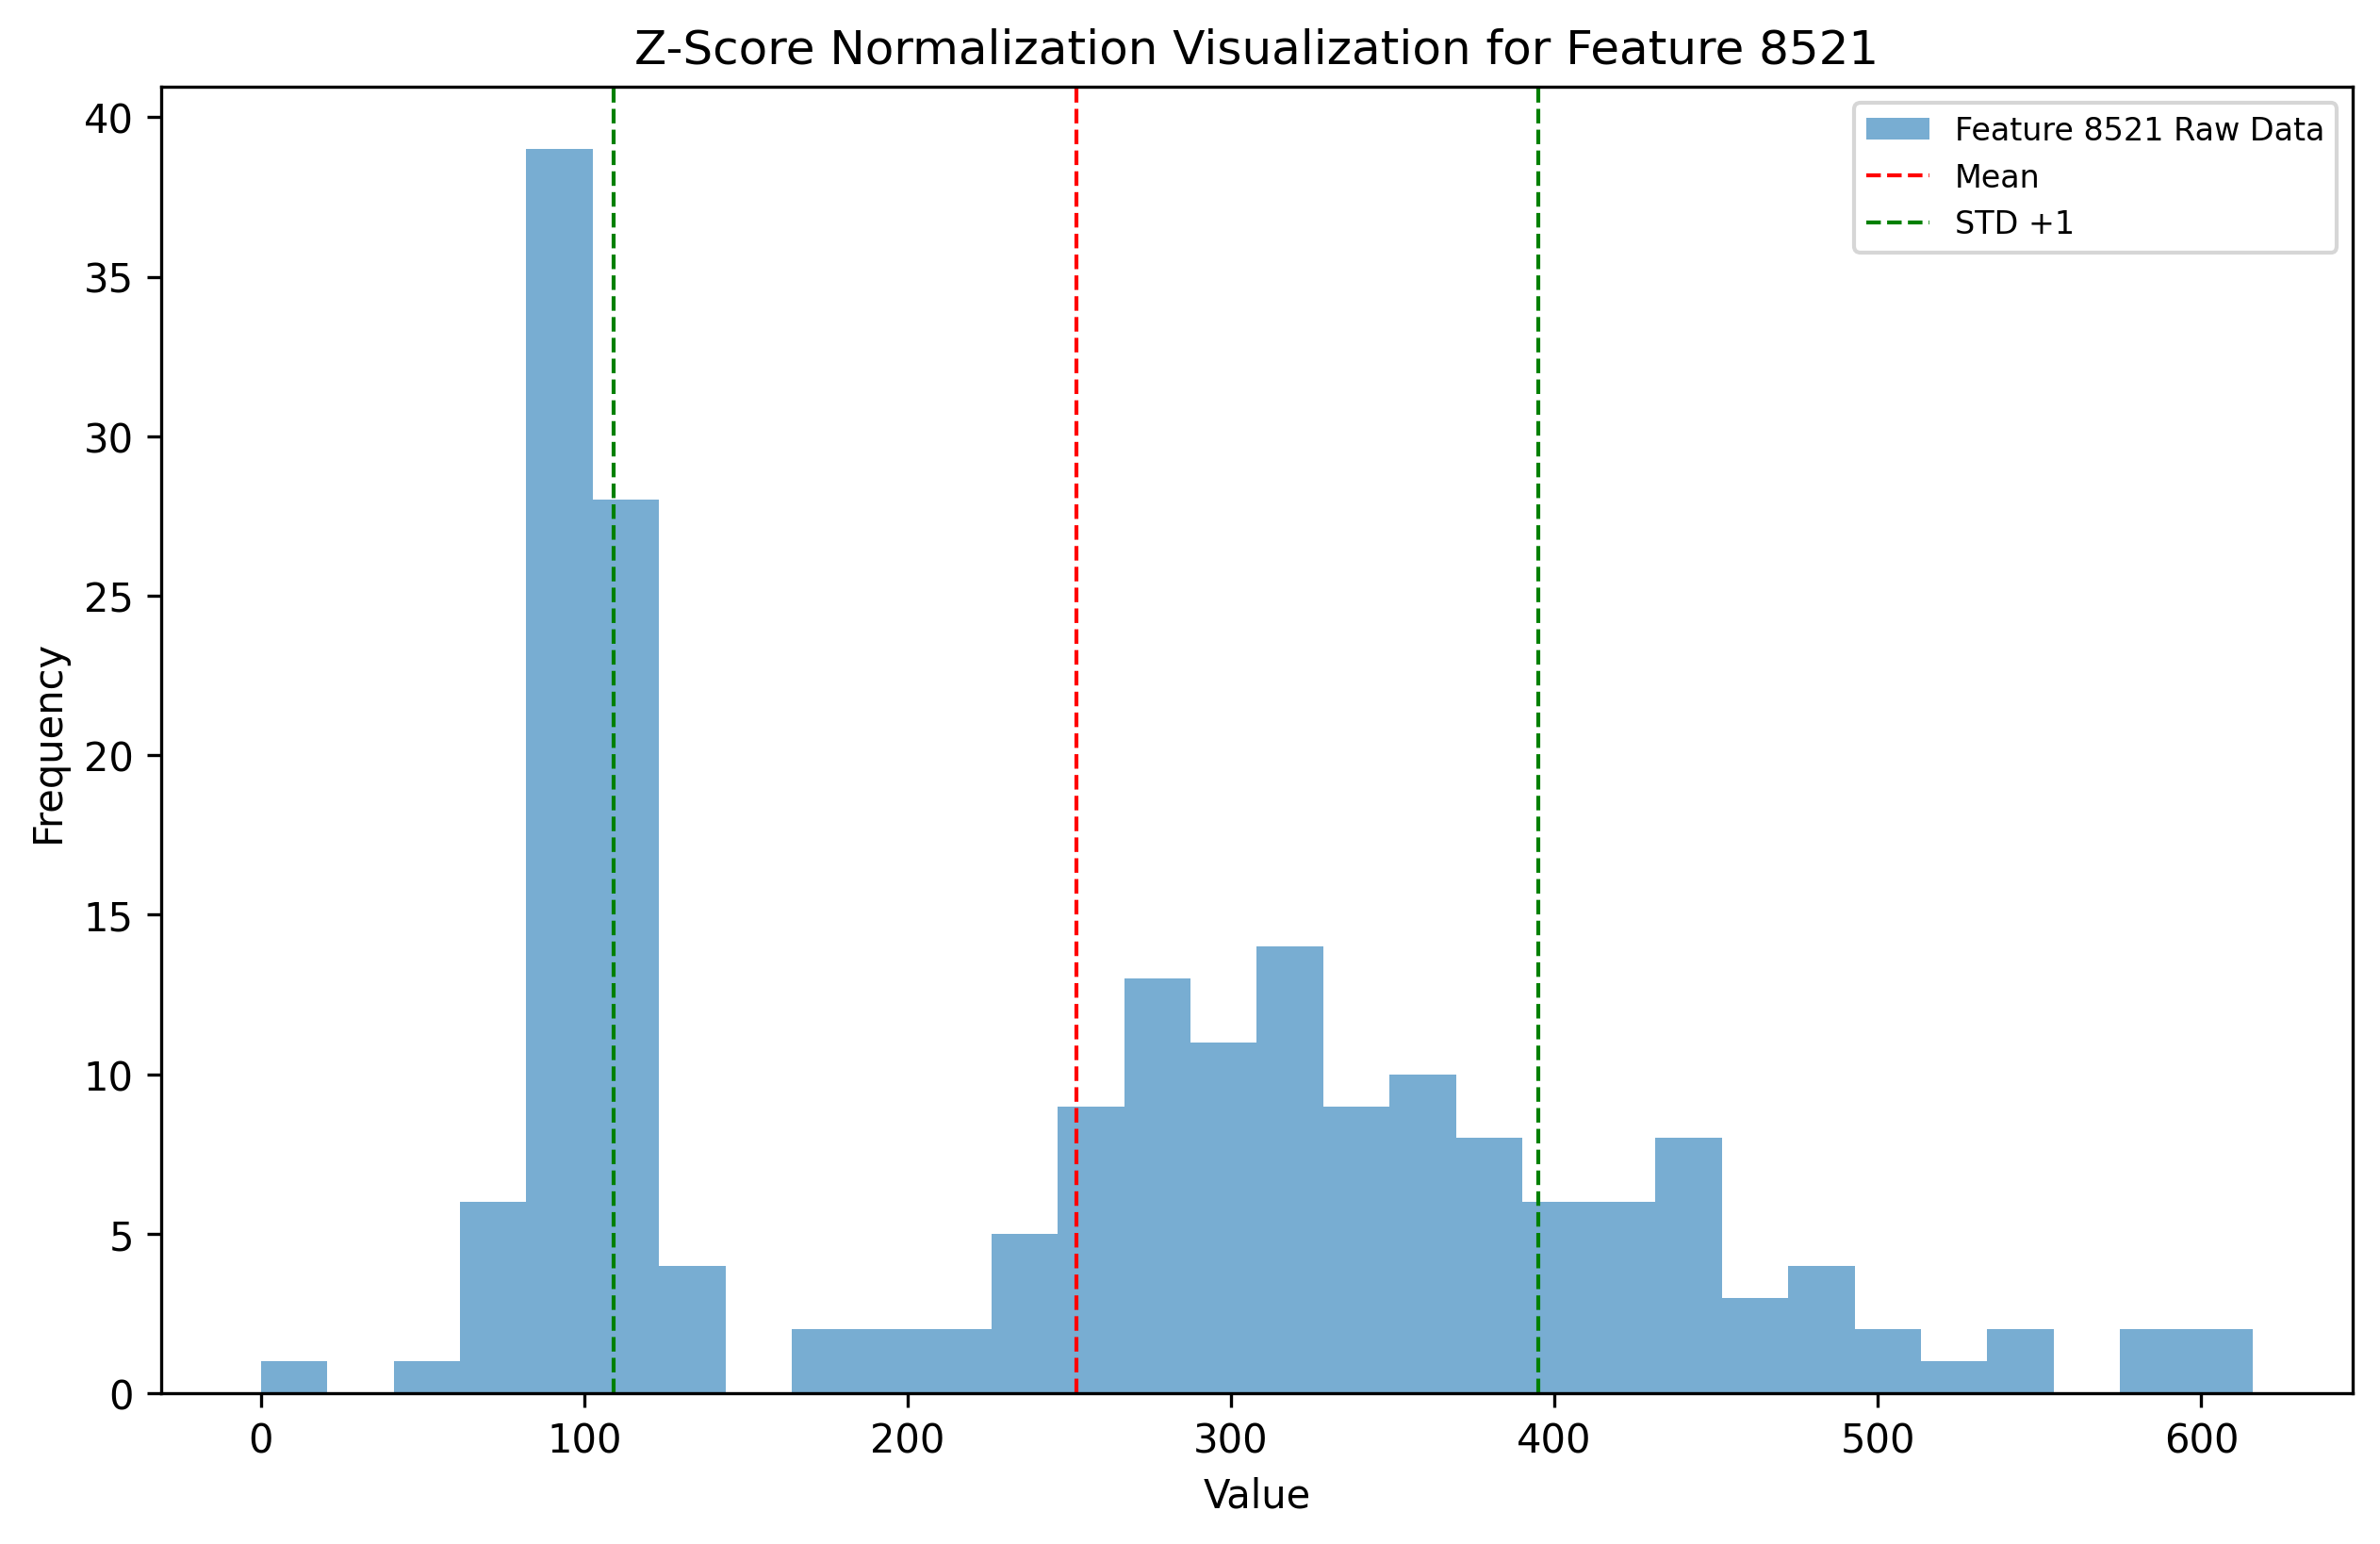 Z-Score Normalization Visualization for Feature 8521
Feature 8521 Raw Data
Mean
STD +1
40
35
30
25
20
15
10
5
0
Frequency
0 100 200 300 400 500 600
Value